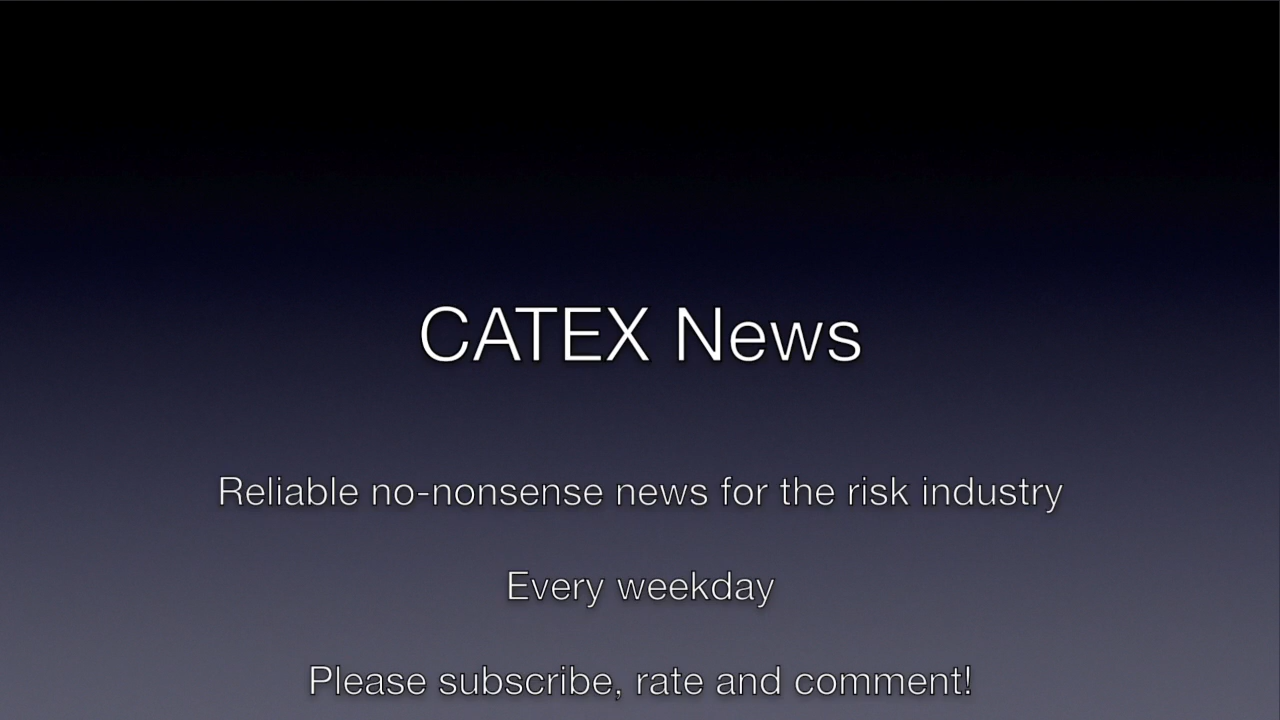 CATEX News
Reliable no-nonsense news for the risk industry
Every weekday
Please subscribe, rate and comment!